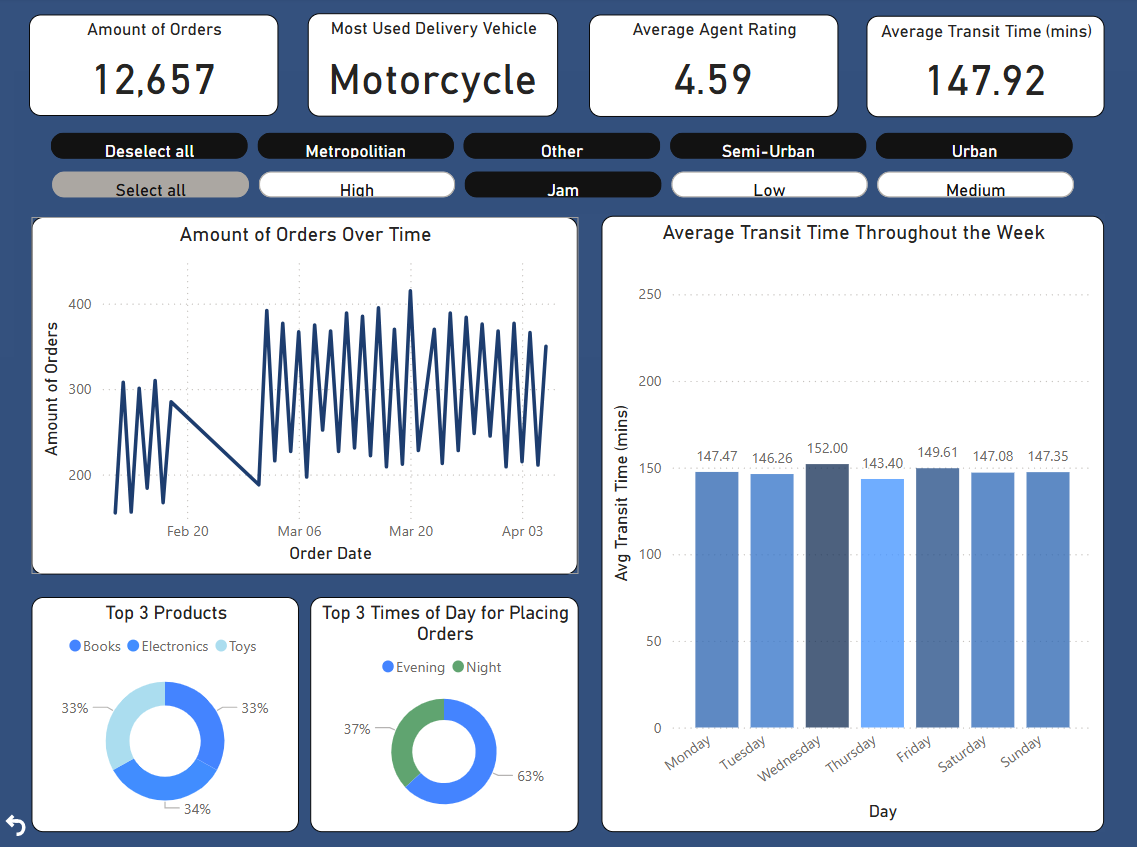 Amount of Orders
12,657
Most Used Delivery Vehicle
Motorcycle
Average Agent Rating
4.59
Average Transit Time (mins)
147.92
Deselect all
Metropolitian
Other
Semi-Urban
Urban
Select all
High
Jam
Low
Medium
Amount of Orders Over Time
Amount of Orders
400
300
200
Feb 20
Mar 06
Mar 20
Apr 03
Order Date
Average Transit Time Throughout the Week
Avg Transit Time (mins)
250
200
150
100
50
0
147.47
146.26
152.00
143.40
149.61
147.08
147.35
Monday
Tuesday
Wednesday
Thursday
Friday
Saturday
Sunday
Day
Top 3 Products
Books
Electronics
Toys
33%
33%
34%
Top 3 Times of Day for Placing
Orders
Evening
Night
37%
63%